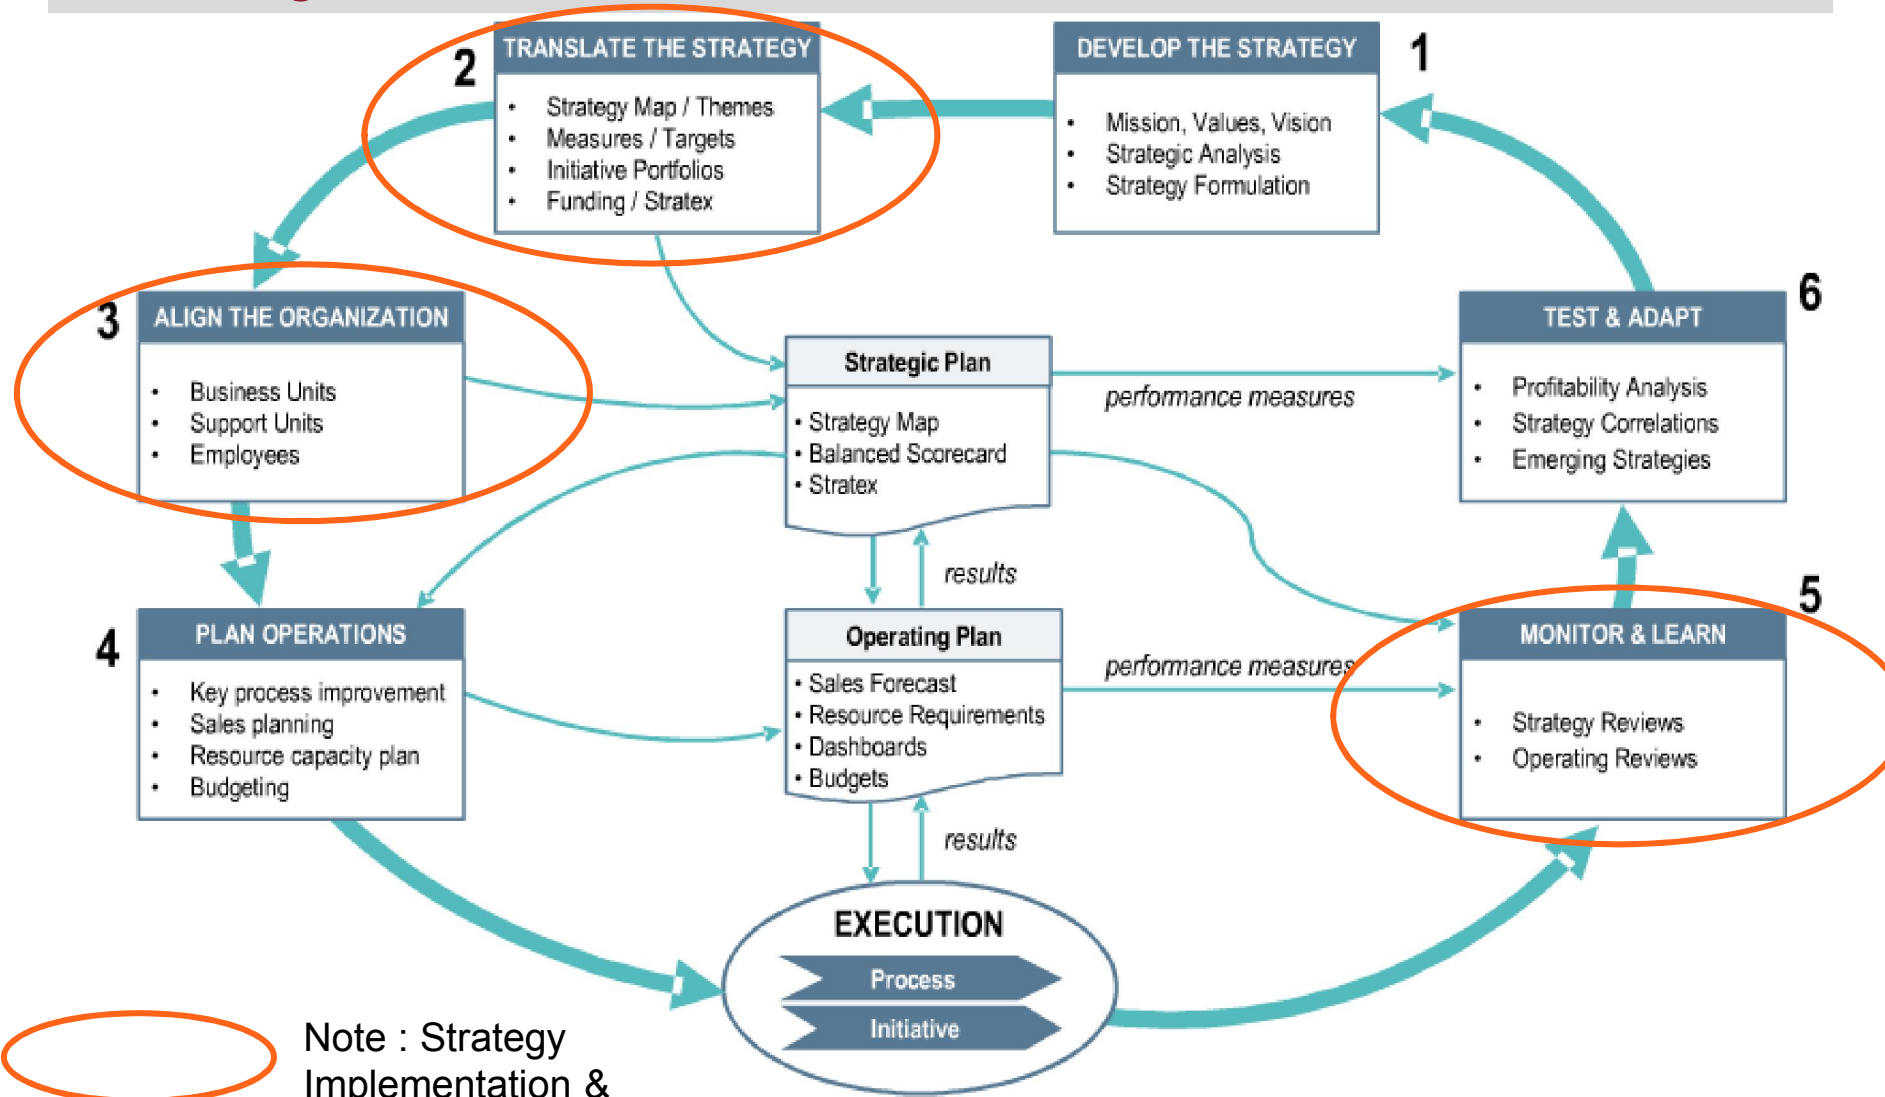 2
TRANSLATE THE STRATEGY
• Strategy Map / Themes
• Measures / Targets
• Initiative Portfolios
• Funding / Stratex
DEVELOP THE STRATEGY
1
• Mission, Values, Vision
• Strategic Analysis
• Strategy Formulation
3
ALIGN THE ORGANIZATION
• Business Units
• Support Units
• Employees
Strategic Plan
• Strategy Map
• Balanced Scorecard
• Stratex
performance measures
TEST & ADAPT
6
• Profitability Analysis
• Strategy Correlations
• Emerging Strategies
results
4
PLAN OPERATIONS
• Key process improvement
• Sales planning
• Resource capacity plan
• Budgeting
Operating Plan
• Sales Forecast
• Resource Requirements
• Dashboards
• Budgets
performance measures
5
MONITOR & LEARN
• Strategy Reviews
• Operating Reviews
results
EXECUTION
Process
Initiative
Note : Strategy
Implementation &